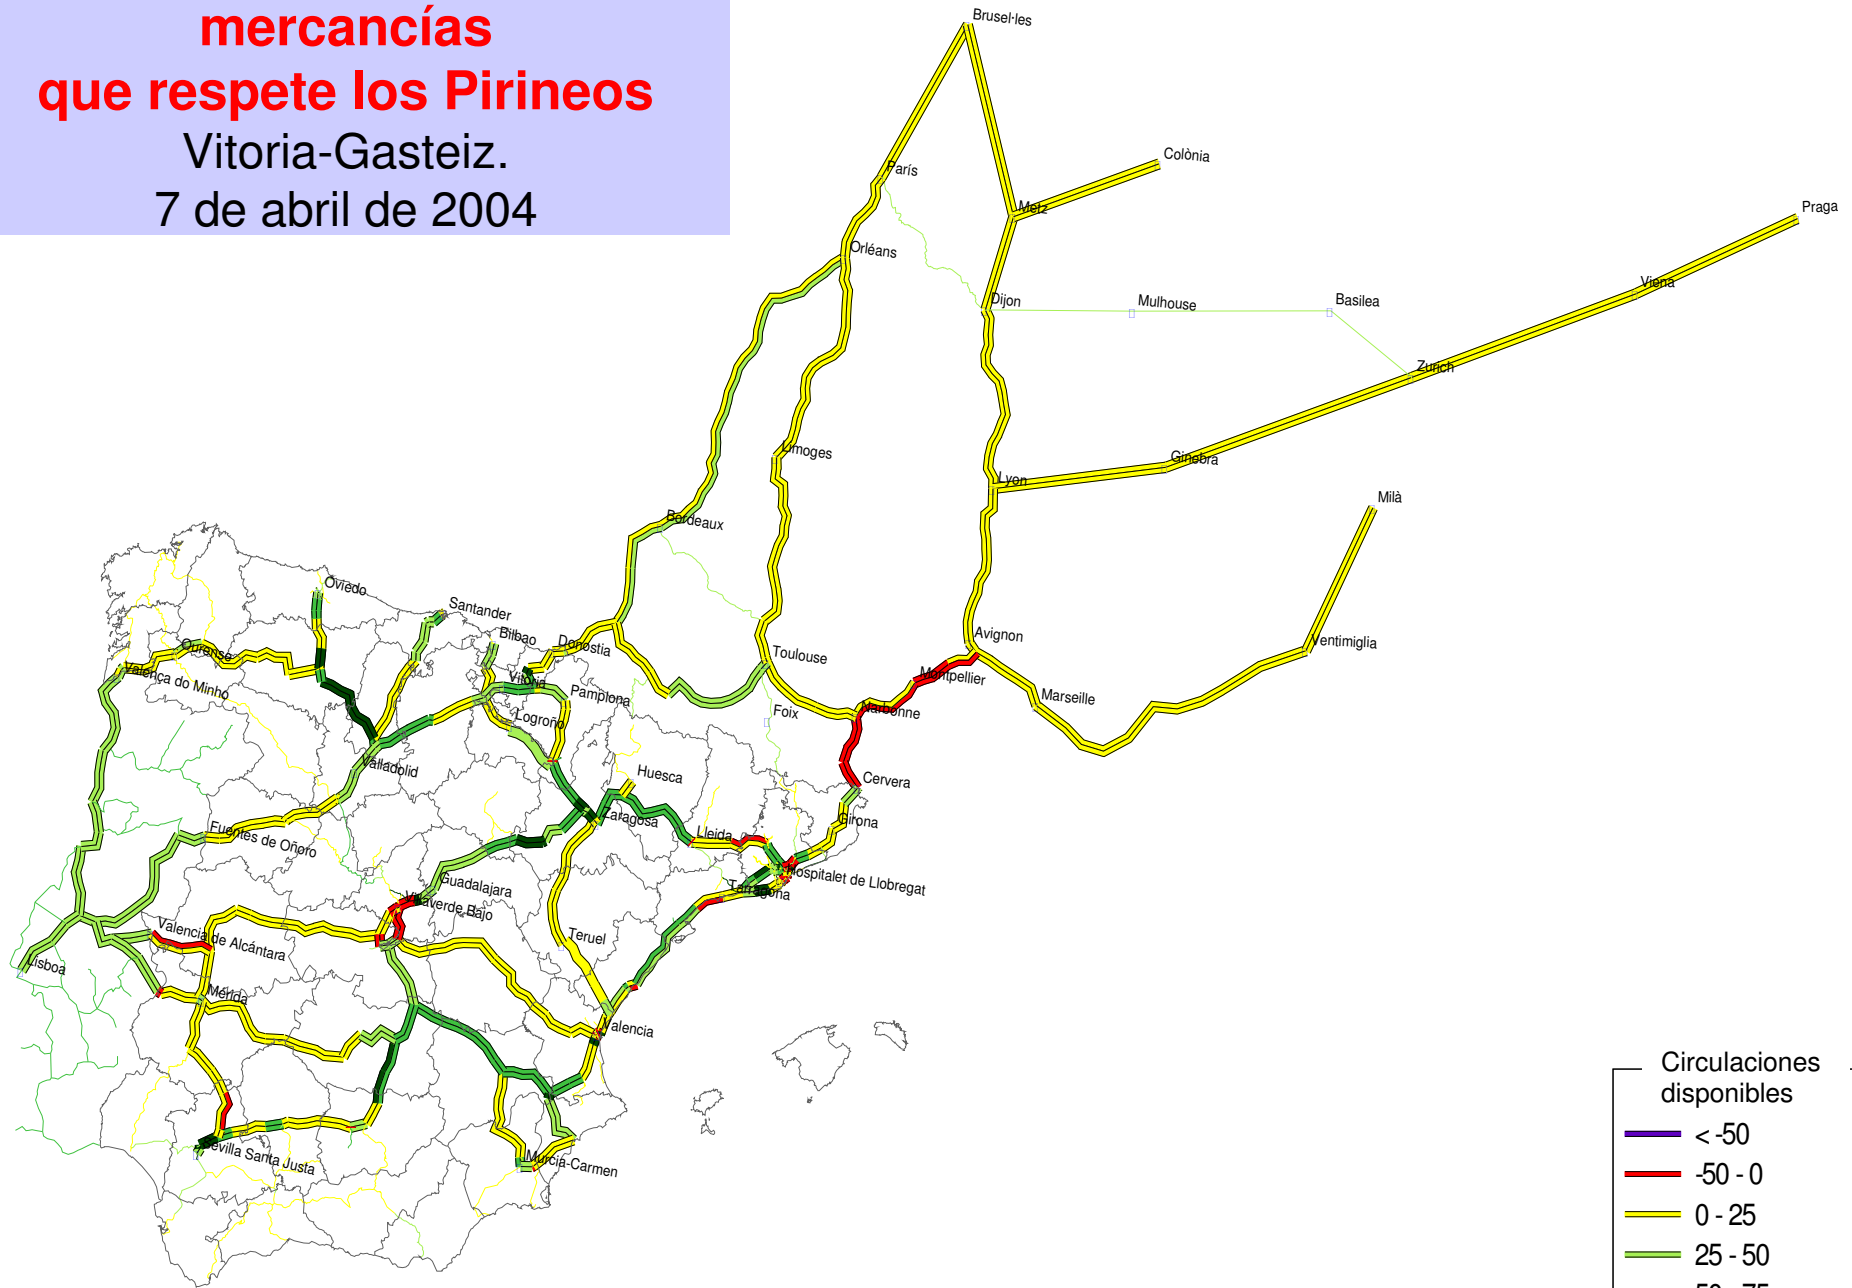 mercancías
que respete los Pirineos
Vitoria-Gasteiz.
7 de abril de 2004
Brusel·les
París
Colònia
Metz
Praga
Orléans
Viena
Dijon
Mulhouse
Basilea
Zurich
Limoges
Ginebra
Lyon
Milà
Bordeaux
Oviedo
Santander
Bilbao
Donostia
Avignon
Ventimiglia
Ourense
Toulouse
Valença do Minho
Vitoria
Pamplona
Montpellier
Marseille
Logroño
Foix
Narbonne
Valladolid
Huesca
Cervera
Zaragosa
Girona
Fuentes de Oñoro
Lleida
Guadalajara
Hospitalet de Llobregat
Tarragona
Villaverde Bajo
Valencia de Alcántara
Teruel
Lisboa
Mérida
Valencia
Sevilla Santa Justa
Murcia-Carmen
Circulaciones
disponibles
< -50
-50 - 0
0 - 25
25 - 50
50 - 75